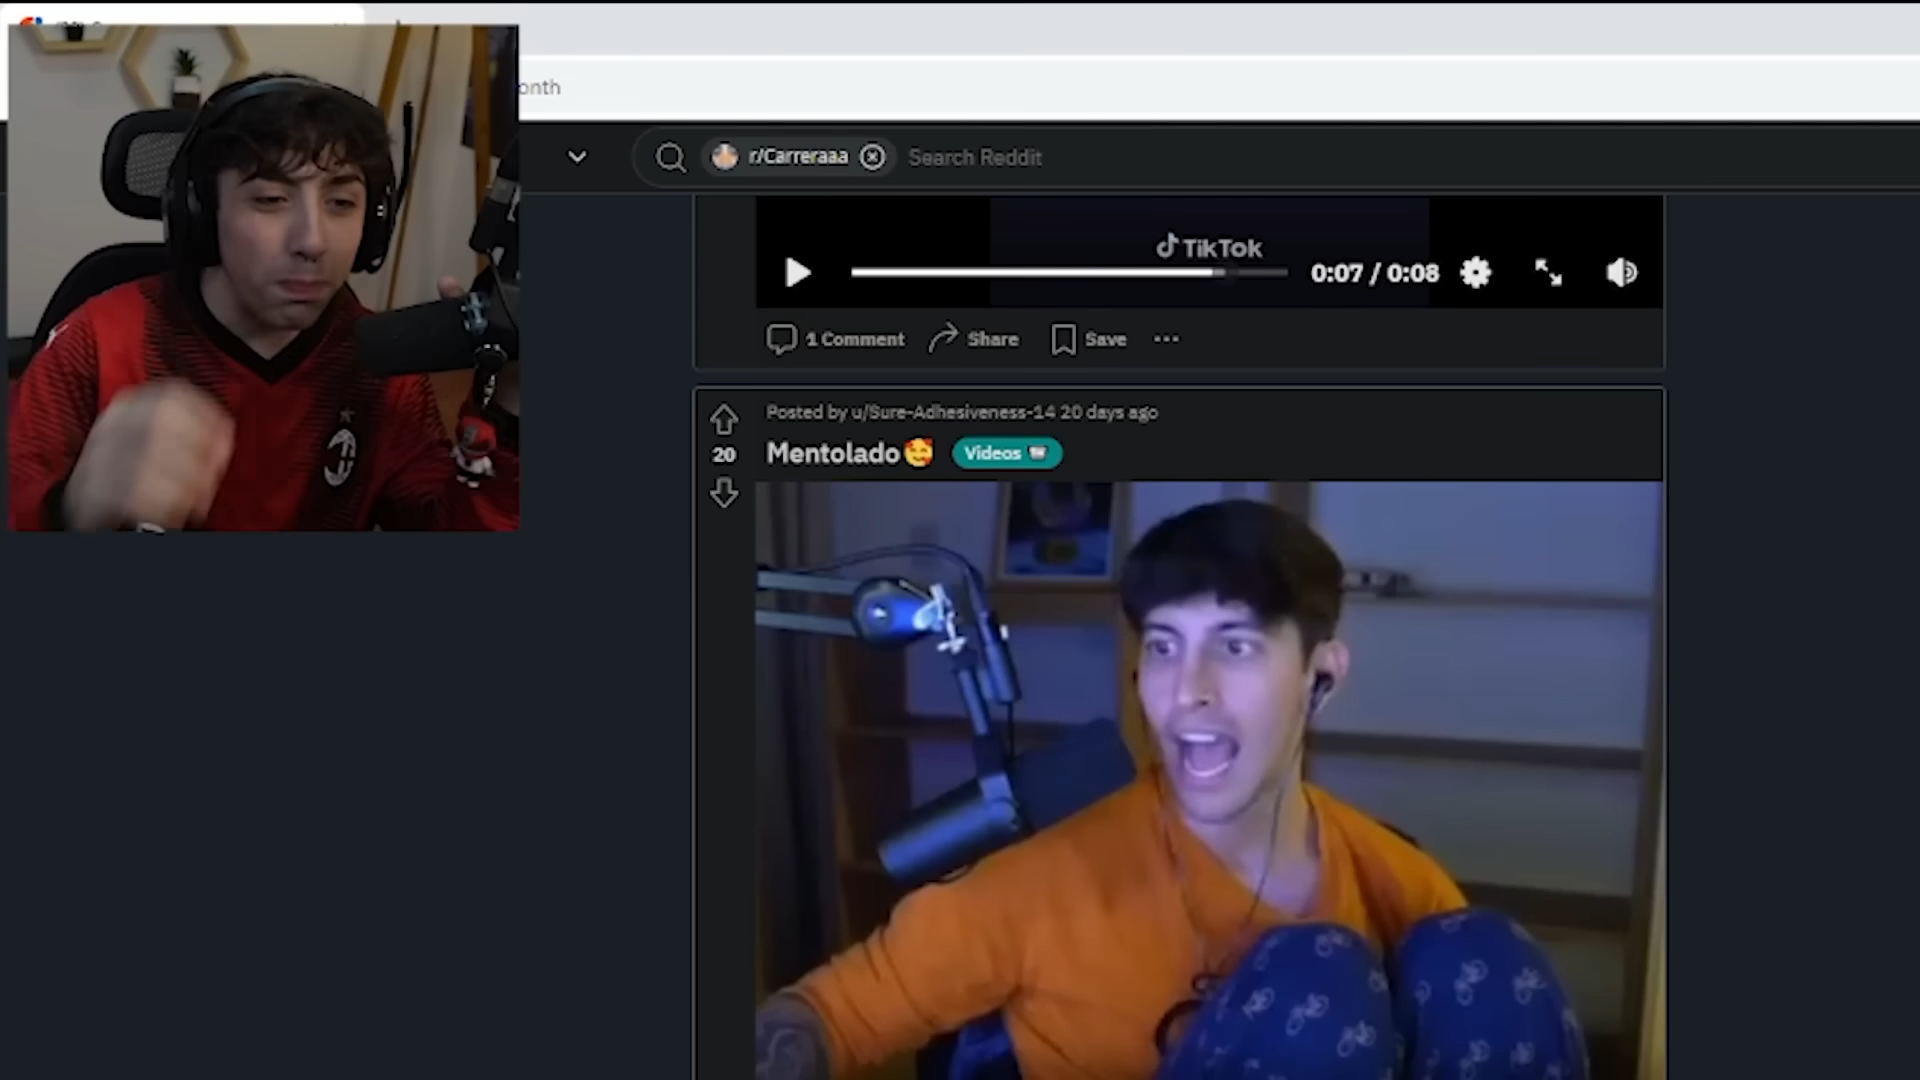 onth
r/Carreraaa Search Reddit
TikTok
0:07 / 0:08
1 Comment Share Save
Posted by u/Sure-Adhesiveness-14 20 days ago
20
Mentolado Videos